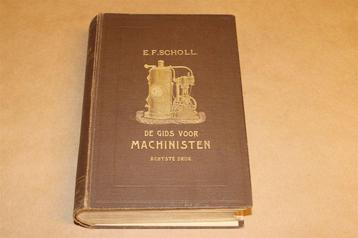 E.F. SCHOLL.
DE GIDS VOOR
MACHINISTEN
ACHTSTE DRUK.